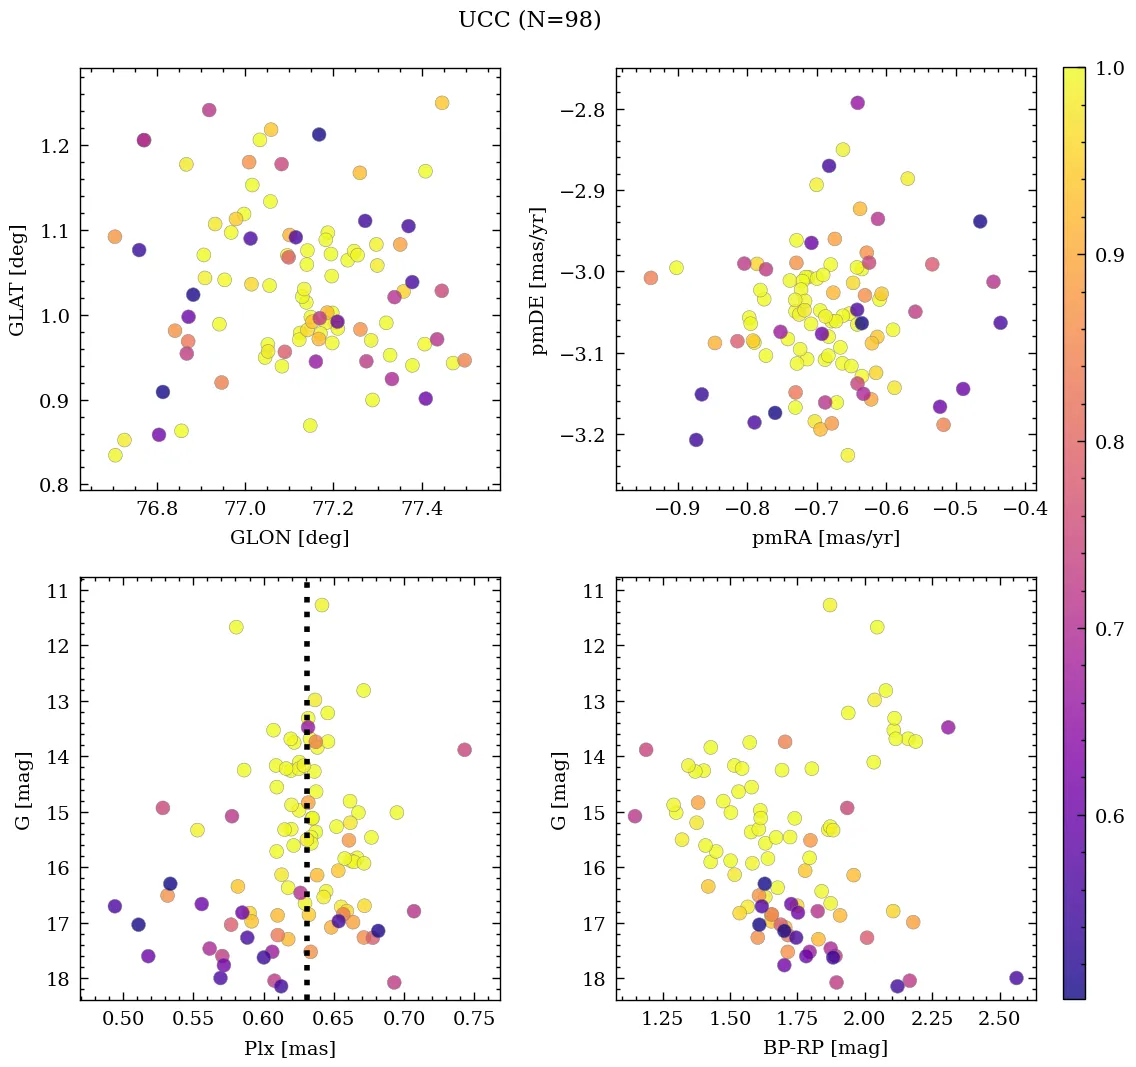 UCC (N=98)
1.2
1.1
1.0
0.9
0.8
GLAT [deg]
76.8 77.0 77.2 77.4
GLON [deg]
−2.8
−2.9
−3.0
−3.1
−3.2
pmDE [mas/yr]
−0.9 −0.8 −0.7 −0.6 −0.5 −0.4
pmRA [mas/yr]
11
12
13
14
15
16
17
18
G [mag]
0.50 0.55 0.60 0.65 0.70 0.75
Plx [mas]
11
12
13
14
15
16
17
18
G [mag]
1.25 1.50 1.75 2.00 2.25 2.50
BP-RP [mag]
1.0
0.9
0.8
0.7
0.6